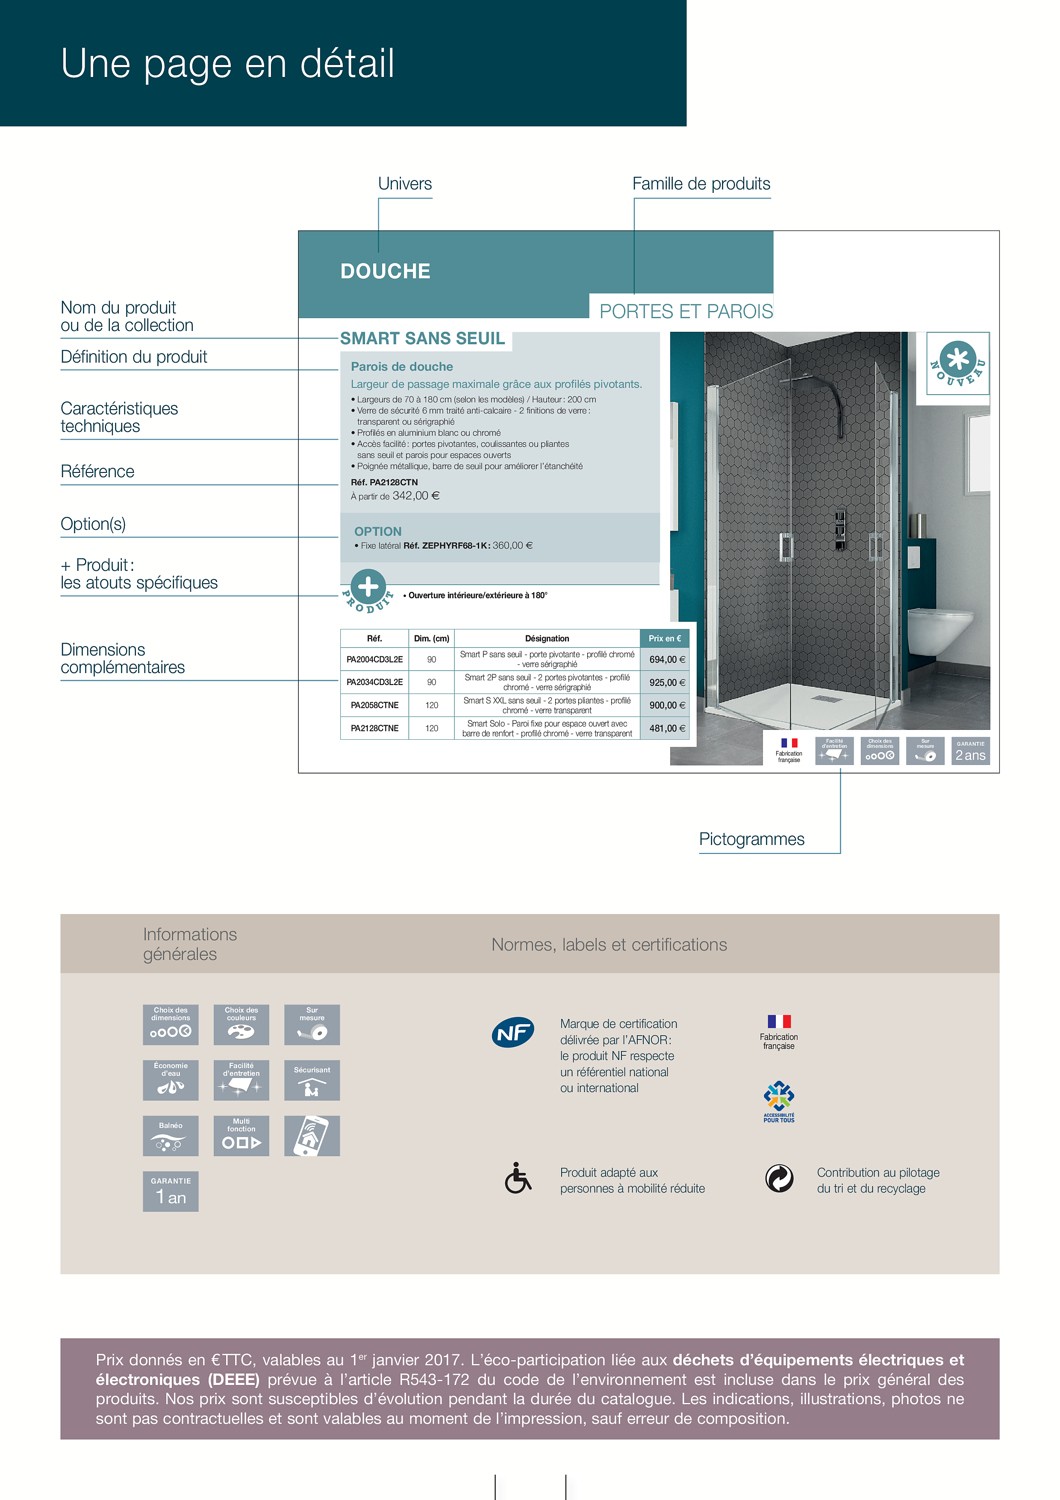 Une page en détail
Univers
Famille de produits
DOUCHE
PORTES ET PAROIS
Nom du produit
ou de la collection
Définition du produit
Caractéristiques
techniques
Référence
Option(s)
+ Produit :
les atouts spécifiques
Dimensions
complémentaires
SMART SANS SEUIL
Parois de douche
Largeur de passage maximale grâce aux profilés pivotants.
• Largeurs de 70 à 180 cm (selon les modèles) / Hauteur : 200 cm
• Verre de sécurité 6 mm traité anti-calcaire - 2 finitions de verre :
transparent ou sérigraphié
• Profilés en aluminium blanc ou chromé
• Accès facilité : portes pivotantes, coulissantes ou pliantes
sans seuil et parois pour espaces ouverts
• Poignée métallique, barre de seuil pour améliorer l'étanchéité
Réf. PA2128CTN
À partir de 342,00 €
OPTION
• Fixe latéral Réf. ZEPHYRF68-1K : 360,00 €
PRODUIT
• Ouverture intérieure/extérieure à 180°
NOUVEAU
Réf. Dim. (cm) Désignation Prix en €
PA2004CD3L2E 90 Smart P sans seuil - porte pivotante - profilé chromé
- verre sérigraphié 694,00 €
PA2034CD3L2E 90 Smart 2P sans seuil - 2 portes pivotantes - profilé
chromé - verre sérigraphié 925,00 €
PA2058CTNE 120 Smart S XXL sans seuil - 2 portes pliantes - profilé
chromé - verre transparent 900,00 €
PA2128CTNE 120 Smart Solo - Paroi fixe pour espace ouvert avec
barre de renfort - profilé chromé - verre transparent 481,00 €
Fabrication
française
Facilité
d'entretien
Choix des
dimensions
Sur
mesure
GARANTIE
2 ans
Pictogrammes
Informations
générales
Normes, labels et certifications
Choix des
dimensions
Choix des
couleurs
Sur
mesure
Économie
d'eau
Facilité
d'entretien
Sécurisant
Balnéo
Multi
fonction
GARANTIE
1 an
NF
Marque de certification
délivrée par l'AFNOR :
le produit NF respecte
un référentiel national
ou international
Fabrication
française
ACCESSIBILITÉ
POUR TOUS
Produit adapté aux
personnes à mobilité réduite
Contribution au pilotage
du tri et du recyclage
Prix donnés en € TTC, valables au 1er janvier 2017. L'éco-participation liée aux déchets d'équipements électriques et
électroniques (DEEE) prévue à l'article R543-172 du code de l'environnement est incluse dans le prix général des
produits. Nos prix sont susceptibles d'évolution pendant la durée du catalogue. Les indications, illustrations, photos ne
sont pas contractuelles et sont valables au moment de l'impression, sauf erreur de composition.